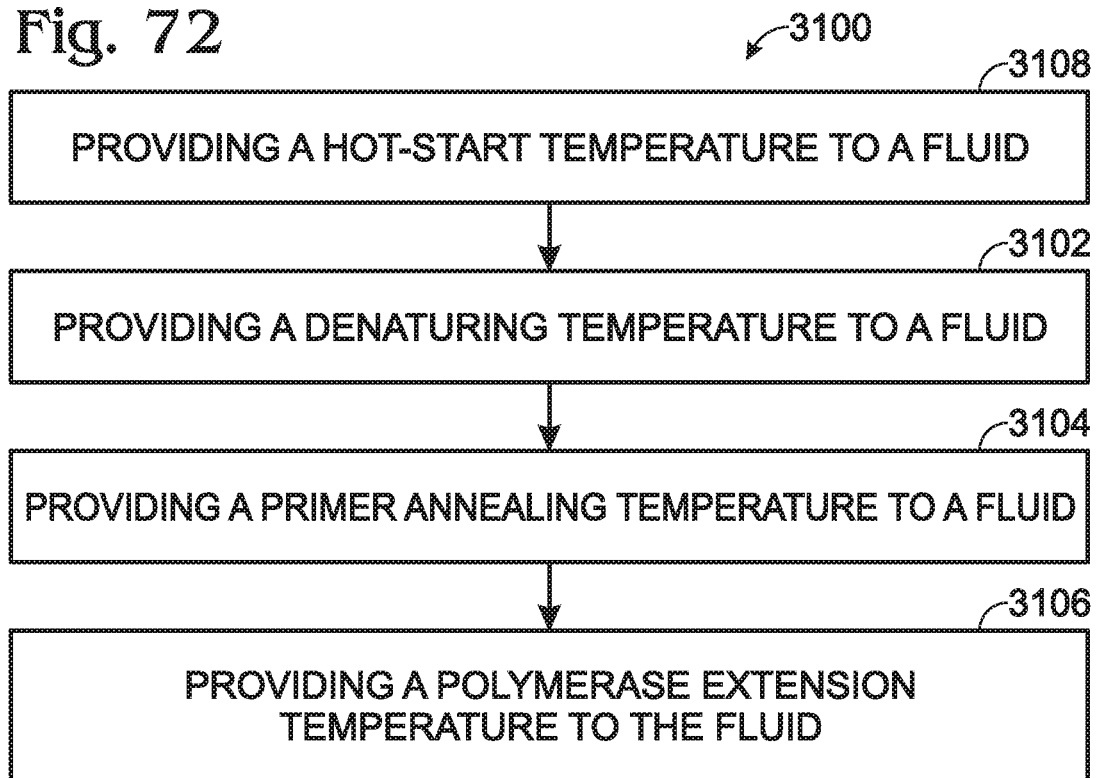 Fig. 72
3100
3108
PROVIDING A HOT-START TEMPERATURE TO A FLUID
3102
PROVIDING A DENATURING TEMPERATURE TO A FLUID
3104
PROVIDING A PRIMER ANNEALING TEMPERATURE TO A FLUID
3106
PROVIDING A POLYMERASE EXTENSION
TEMPERATURE TO THE FLUID